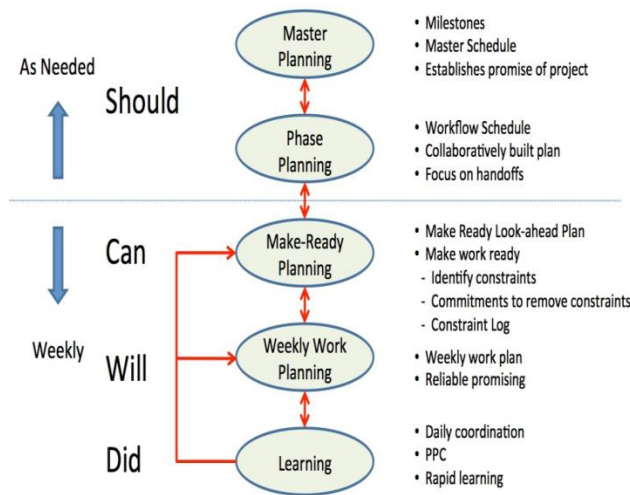 As Needed
Should
Master
Planning
• Milestones
• Master Schedule
• Establishes promise of project
Phase
Planning
• Workflow Schedule
• Collaboratively built plan
• Focus on handoffs
Can
Make-Ready
Planning
• Make Ready Look-ahead Plan
• Make work ready
- Identify constraints
- Commitments to remove constraints
- Constraint Log
Weekly
Will
Weekly Work
Planning
• Weekly work plan
• Reliable promising
Did
Learning
• Daily coordination
• PPC
• Rapid learning